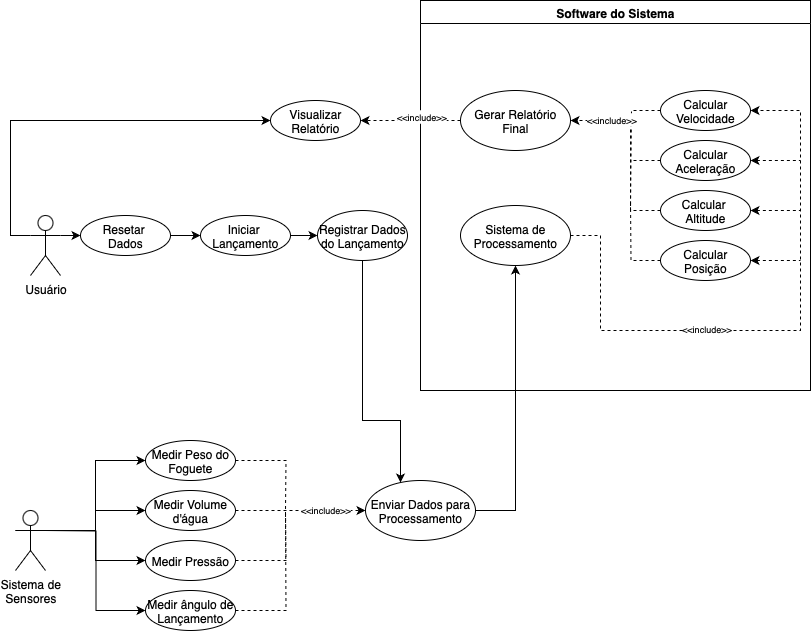 Software do Sistema
Visualizar
Relatório
<<include>>
Gerar Relatório
Final
<<include>>
Calcular
Velocidade
Calcular
Aceleração
Calcular
Altitude
Calcular
Posição
Usuário
Resetar
Dados
Iniciar
Lançamento
Registrar Dados
do Lançamento
Sistema de
Processamento
<<include>>
Medir Peso do
Foguete
Medir Volume
d'água
Medir Pressão
Medir ângulo de
Lançamento
<<include>>
Enviar Dados para
Processamento
Sistema de
Sensores